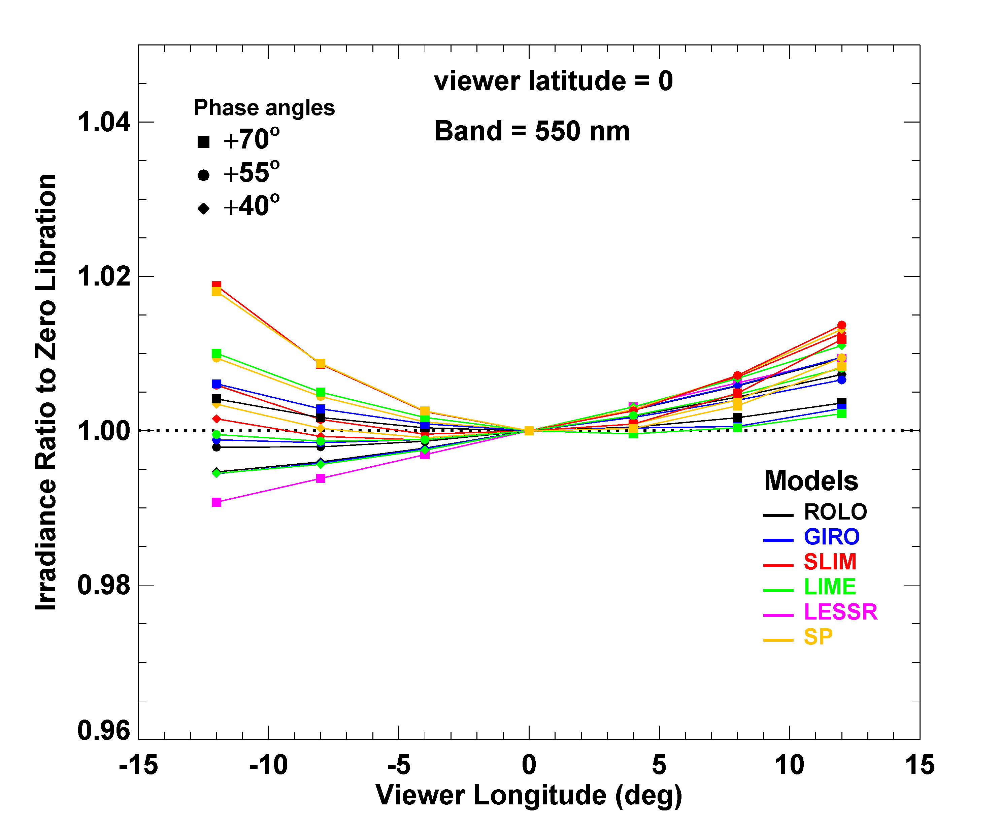 viewer latitude = 0
Band = 550 nm
Phase angles
+70°
+55°
+40°
Irradiance Ratio to Zero Libration
1.04
1.02
1.00
0.98
0.96
Models
ROLO
GIRO
SLIM
LIME
LESSR
SP
-15 -10 -5 0 5 10 15
Viewer Longitude (deg)